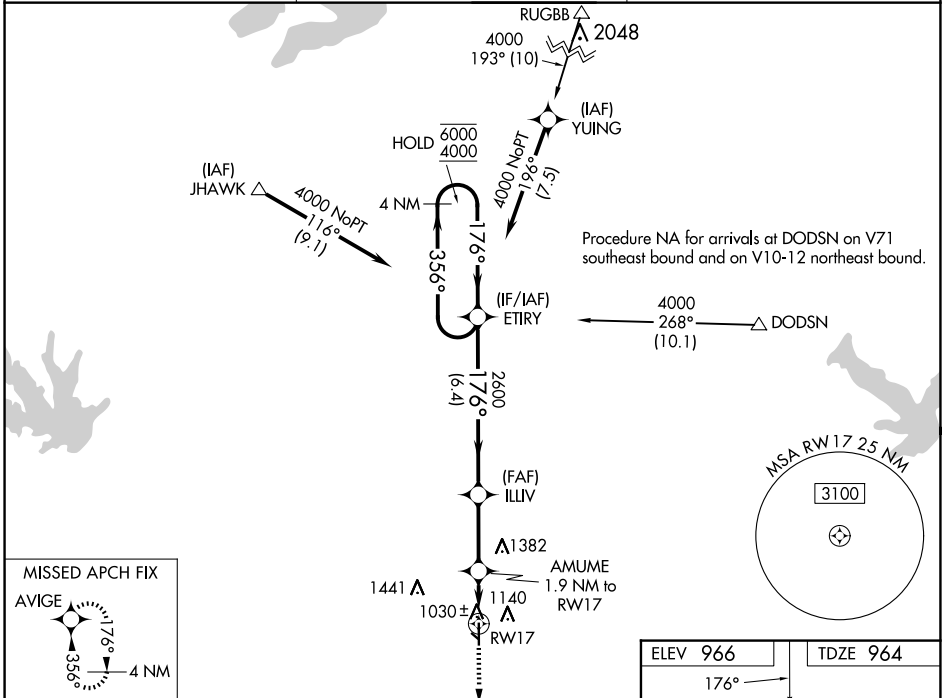 RUGBB
2048
4000
193° (10)
(IAF)
YUING
HOLD
6000
4000
4000 NoPT
196°
(7.5)
(IAF)
JHAWK
4000 NoPT
116°
(9.1)
4 NM
356°
176°
Procedure NA for arrivals at DODSN on V71
southeast bound and on V10-12 northeast bound.
(IF/IAF)
ETIRY
4000
268°
(10.1)
DODSN
2600
176°
(6.4)
(FAF)
ILLIV
MSA RW17 25 NM
3100
1382
AMUME
1.9 NM to
RW17
1441
1140
1030±
RW17
MISSED APCH FIX
AVIGE
176°
356°
4 NM
ELEV 966
TDZE 964
176°